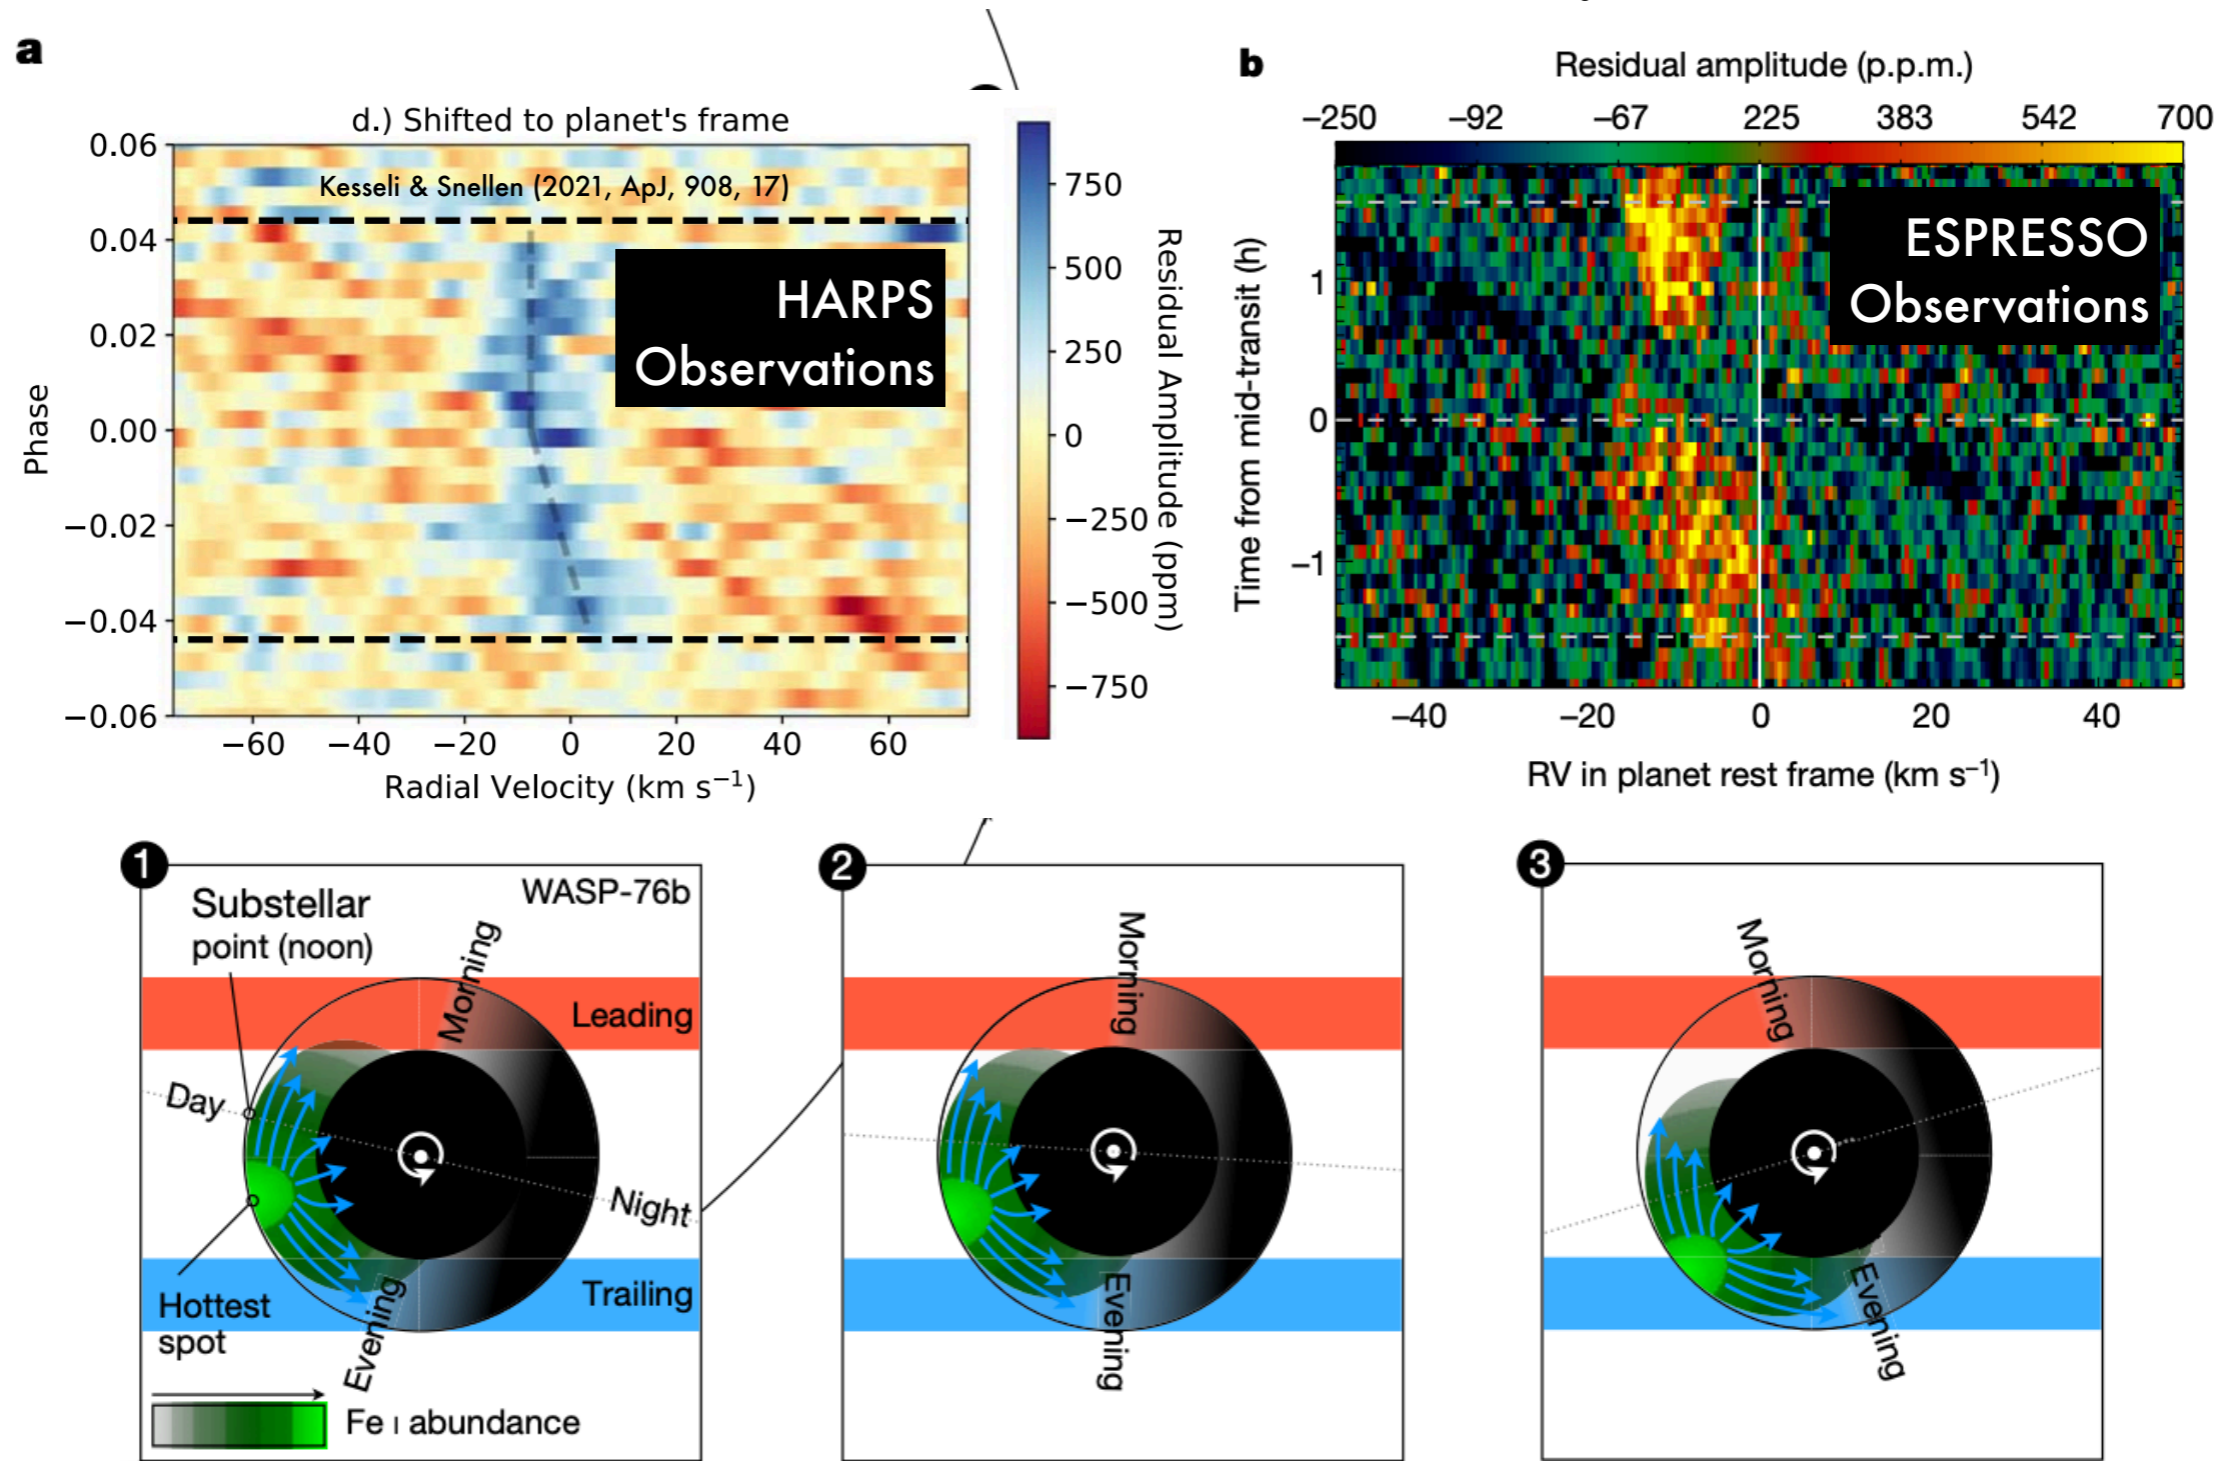 a
d.) Shifted to planet's frame
Kesseli & Snellen (2021, ApJ, 908, 17)
HARPS
Observations
0.06
0.04
0.02
0.00
−0.02
−0.04
−0.06
Phase
−60 −40 −20 0 20 40 60
Radial Velocity (km s⁻¹)
750
500
250
0
−250
−500
−750
Residual Amplitude (ppm)
b
Residual amplitude (p.p.m.)
−250 −92 −67 225 383 542 700
ESPRESSO
Observations
1
0
−1
Time from mid-transit (h)
−40 −20 0 20 40
RV in planet rest frame (km s⁻¹)
1
WASP-76b
Substellar
point (noon)
Morning
Leading
Day
Night
Trailing
Hottest
spot
Evening
Fe I abundance
2
Morning
Evening
3
Morning
Evening